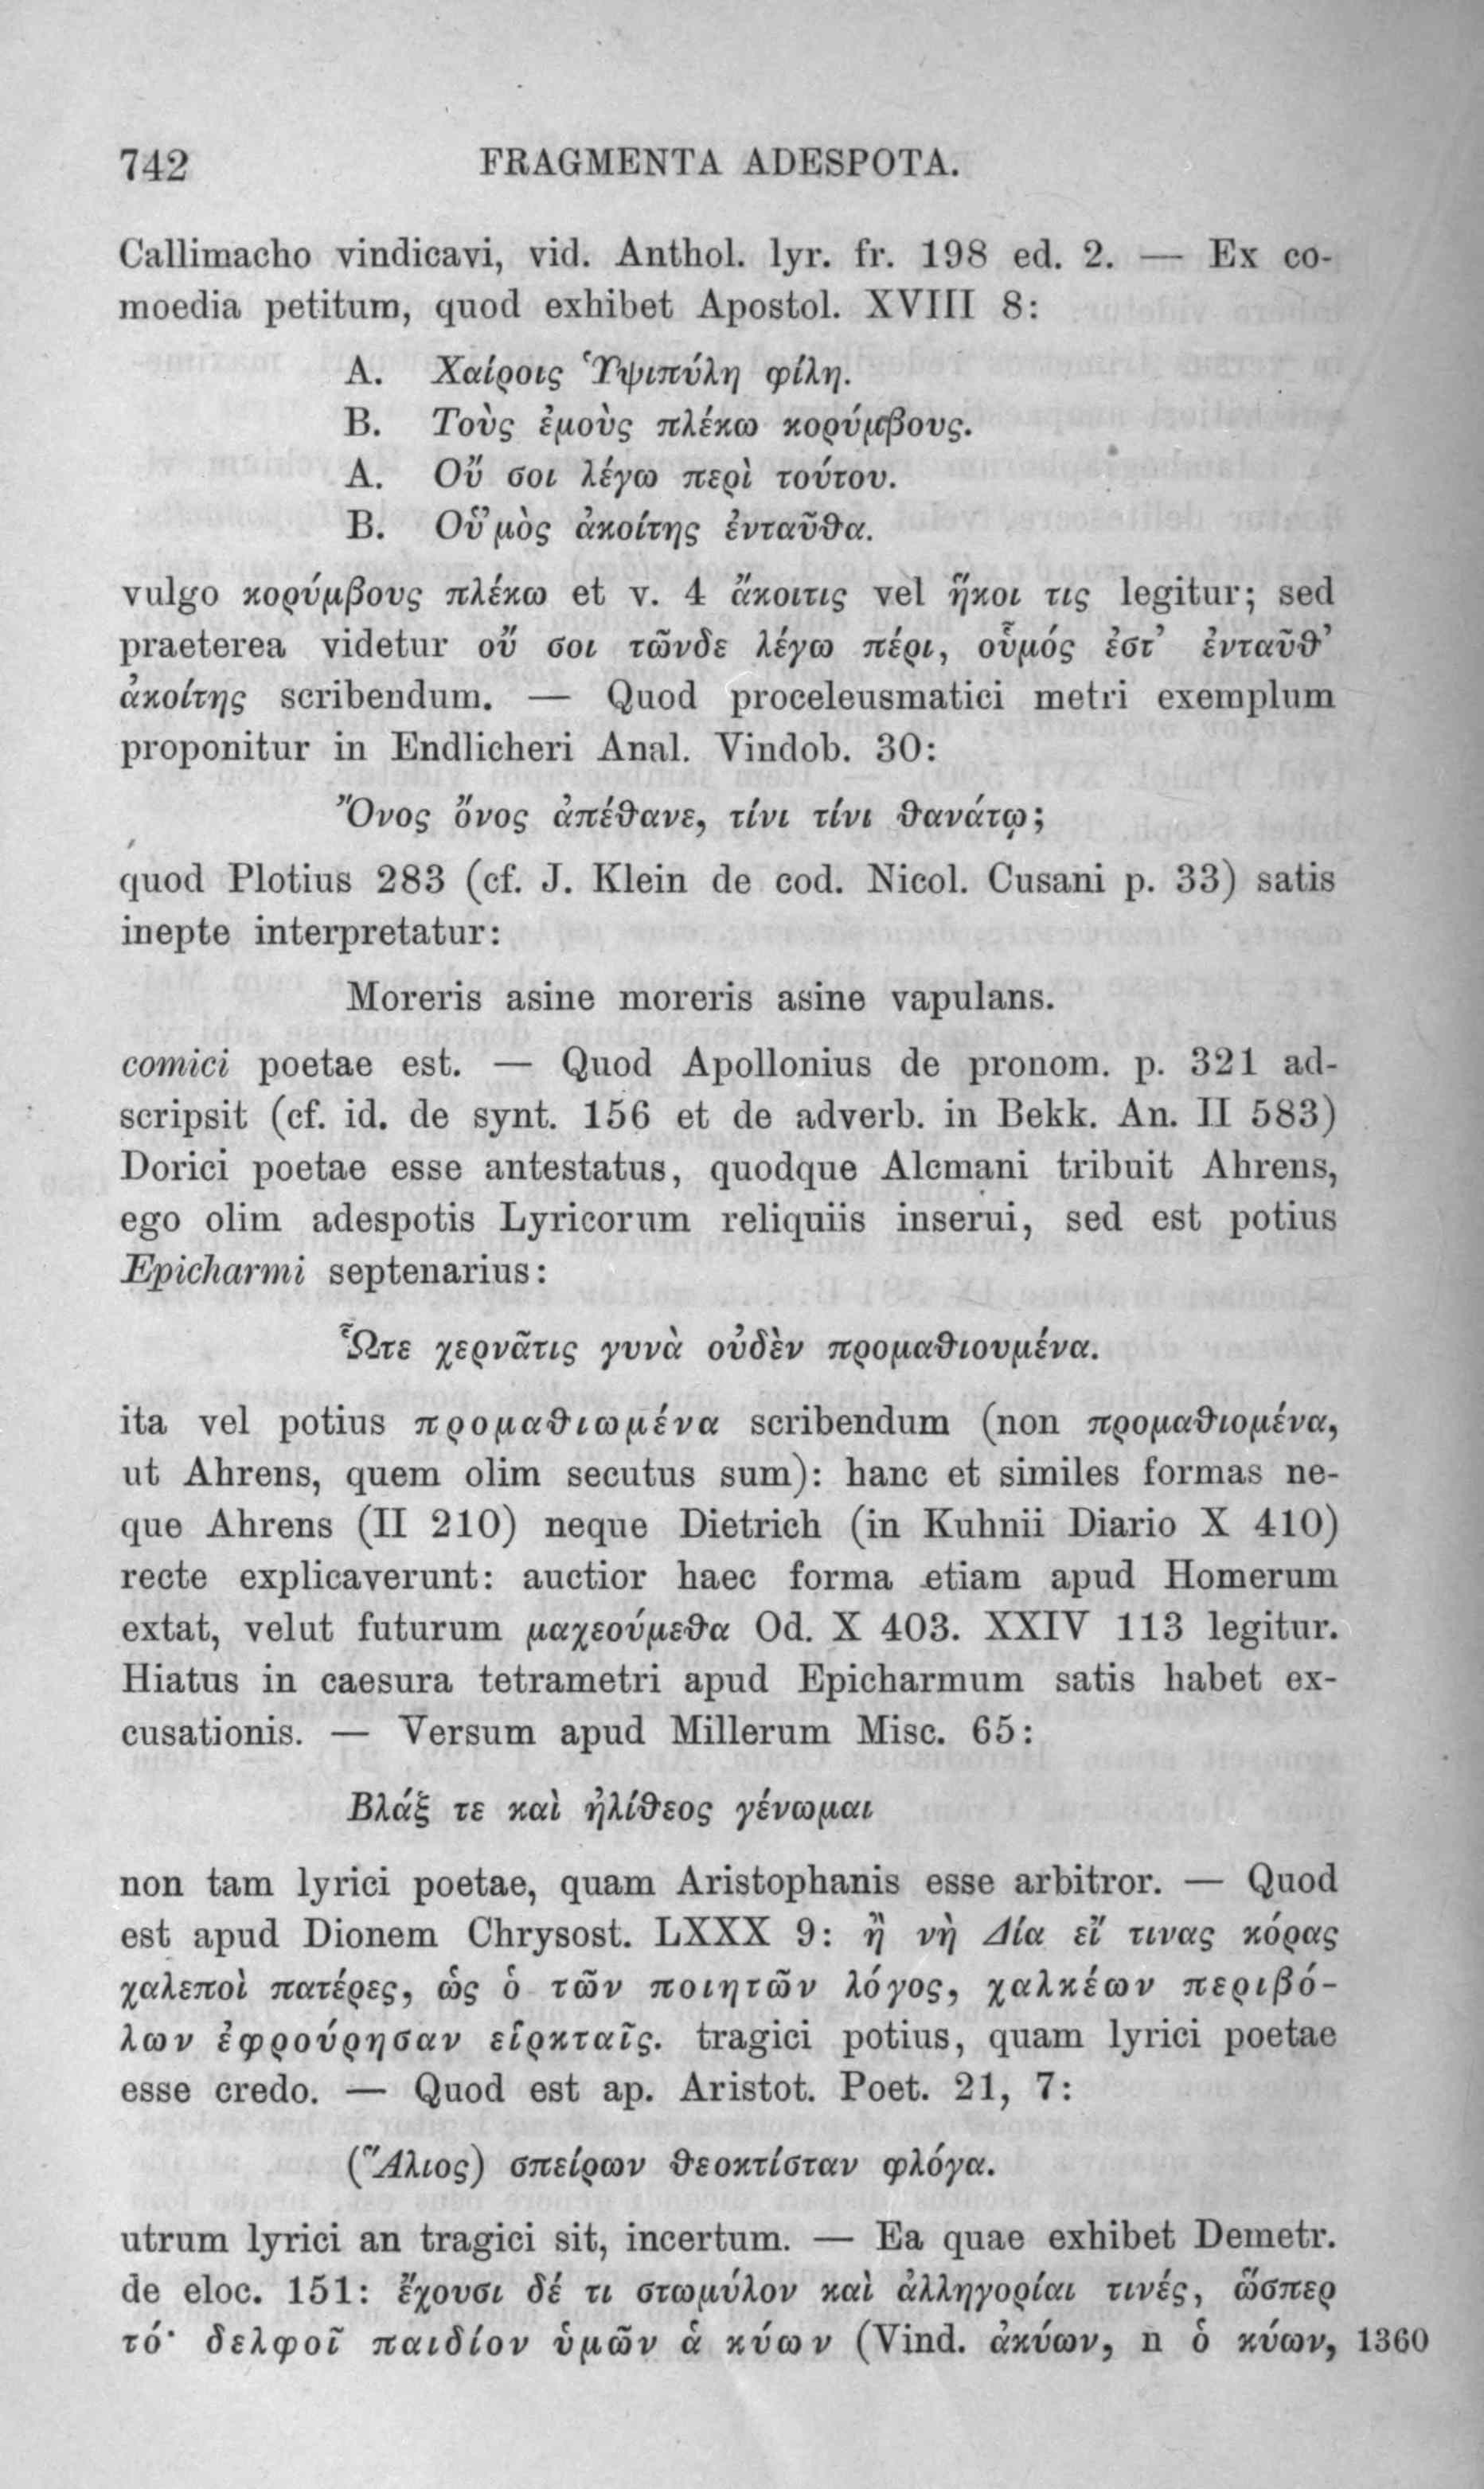 742 FRAGMENTA ADESPOTA.
Callimacho vindicavi, vid. Anthol. lyr. fr. 198 ed. 2. — Ex co-
moedia petitum, quod exhibet Apostol. XVIII 8:
A. Χαίροις Ὑψιπύλη φίλη.
B. Τοὺς ἐμοὺς πλέκω κορύμβους.
A. Οὔ σοι λέγω περὶ τούτου.
B. Οὒ̔μὸς ἀκοίτης ἐνταῦθα.
vulgo κορύμβους πλέκω et v. 4 ἄκοιτις vel ἥκοι τις legitur; sed
praeterea videtur οὔ σοι τῶνδε λέγω πέρι, οὑμός ἐστ’ ἐνταῦθ’
ἀκοίτης scribendum. — Quod proceleusmatici metri exemplum
proponitur in Endlicheri Anal. Vindob. 30:
Ὄνος ὄνος ἀπέθανε, τίνι τίνι θανάτῳ;
quod Plotius 283 (cf. J. Klein de cod. Nicol. Cusani p. 33) satis
inepte interpretatur:
Moreris asine moreris asine vapulans.
comici poetae est. — Quod Apollonius de pronom. p. 321 ad-
scripsit (cf. id. de synt. 156 et de adverb. in Bekk. An. II 583)
Dorici poetae esse antestatus, quodque Alcmani tribuit Ahrens,
ego olim adespotis Lyricorum reliquiis inserui, sed est potius
Epicharmi septenarius:
Ὧτε χερνᾶτις γυνὰ οὐδὲν προμαθιουμένα.
ita vel potius προμαθιωμένα scribendum (non προμαθιομένα,
ut Ahrens, quem olim secutus sum): hanc et similes formas ne-
que Ahrens (II 210) neque Dietrich (in Kuhnii Diario X 410)
recte explicaverunt: auctior haec forma etiam apud Homerum
extat, velut futurum μαχεούμεθα Od. X 403. XXIV 113 legitur.
Hiatus in caesura tetrametri apud Epicharmum satis habet ex-
cusationis. — Versum apud Millerum Misc. 65:
Βλάξ τε καὶ ἠλίθεος γένωμαι
non tam lyrici poetae, quam Aristophanis esse arbitror. — Quod
est apud Dionem Chrysost. LXXX 9: ἢ νὴ Δία εἴ τινας κόρας
χαλεποὶ πατέρες, ὡς ὁ τῶν ποιητῶν λόγος, χαλκέων περιβό-
λων ἐφρούρησαν εἱρκταῖς. tragici potius, quam lyrici poetae
esse credo. — Quod est ap. Aristot. Poet. 21, 7:
(Ἅλιος) σπείρων θεοκτίσταν φλόγα.
utrum lyrici an tragici sit, incertum. — Ea quae exhibet Demetr.
de eloc. 151: ἔχουσι δέ τι στωμύλον καὶ ἀλληγορίαι τινές, ὥσπερ
τό· δελφοῖ παιδίον ὑμῶν ἁ κύων (Vind. ἀκύων, n ὁ κύων, 1360